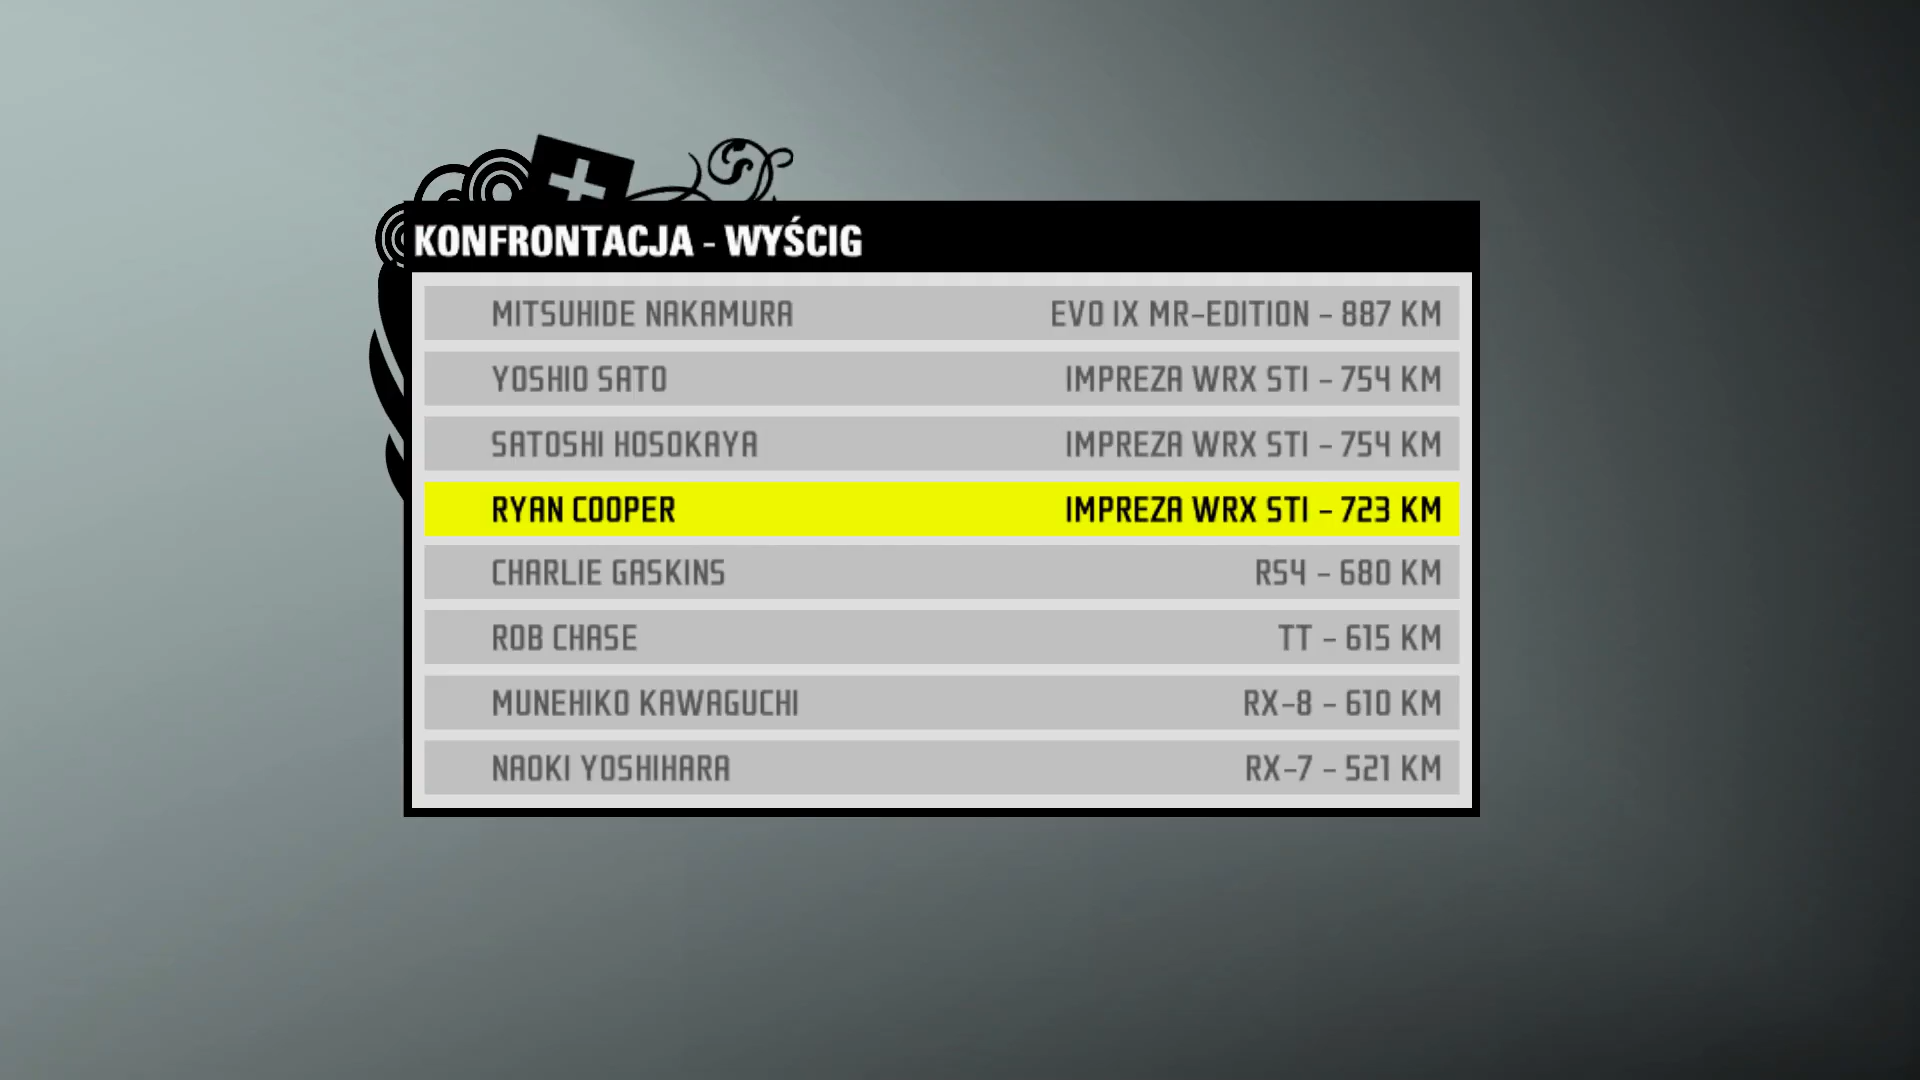 KONFRONTACJA - WYŚCIG
MITSUHIDE NAKAMURA EVO IX MR-EDITION - 887 KM
YOSHIO SATO IMPREZA WRX STI - 754 KM
SATOSHI HOSOKAYA IMPREZA WRX STI - 754 KM
RYAN COOPER IMPREZA WRX STI - 723 KM
CHARLIE GASKINS RS4 - 680 KM
ROB CHASE TT - 615 KM
MUNEHIKO KAWAGUCHI RX-8 - 610 KM
NAOKI YOSHIHARA RX-7 - 521 KM